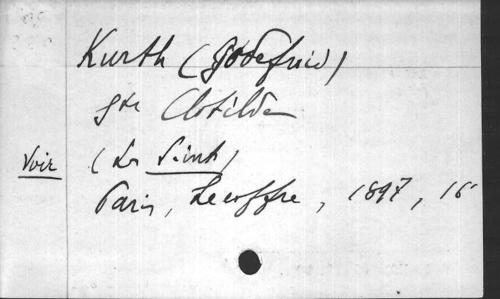 Kurth (Godefroid)
Ste Clotilde
Voir (Les Saints)
Paris, Lecoffre, 1897, 16°